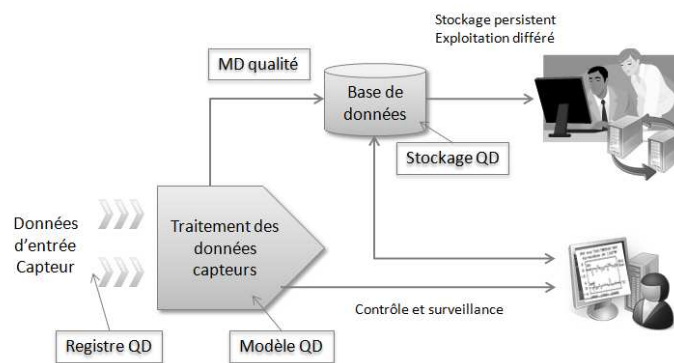 Stockage persistent
Exploitation différé
MD qualité
Base de
données
Stockage QD
Données
d'entrée
Capteur
Traitement des
données
capteurs
Contrôle et surveillance
Registre QD
Modèle QD